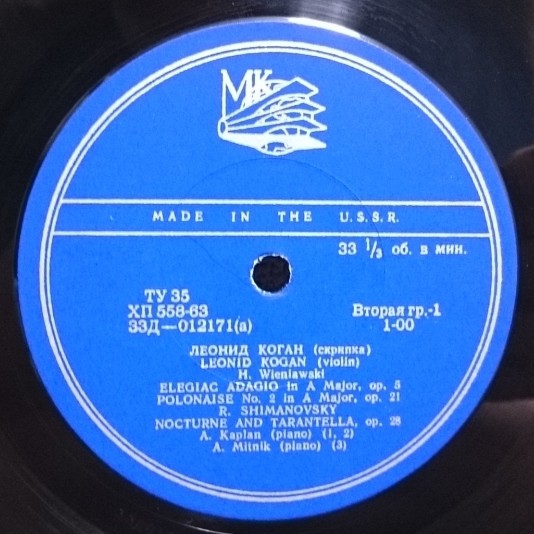 МК
MADE IN THE U.S.S.R.
33 1/3 об. в мин.
ТУ 35
ХП 558-63
33Д—012171(а)
Вторая гр.-1
1-00
ЛЕОНИД КОГАН (скрипка)
LEONID KOGAN (violin)
H. Wieniawski
ELEGIAC ADAGIO in A Major, op. 5
POLONAISE No. 2 in A Major, op. 21
R. SHIMANOVSKY
NOCTURNE AND TARANTELLA, op. 28
A. Kaplan (piano) (1, 2)
A. Mitnik (piano) (3)